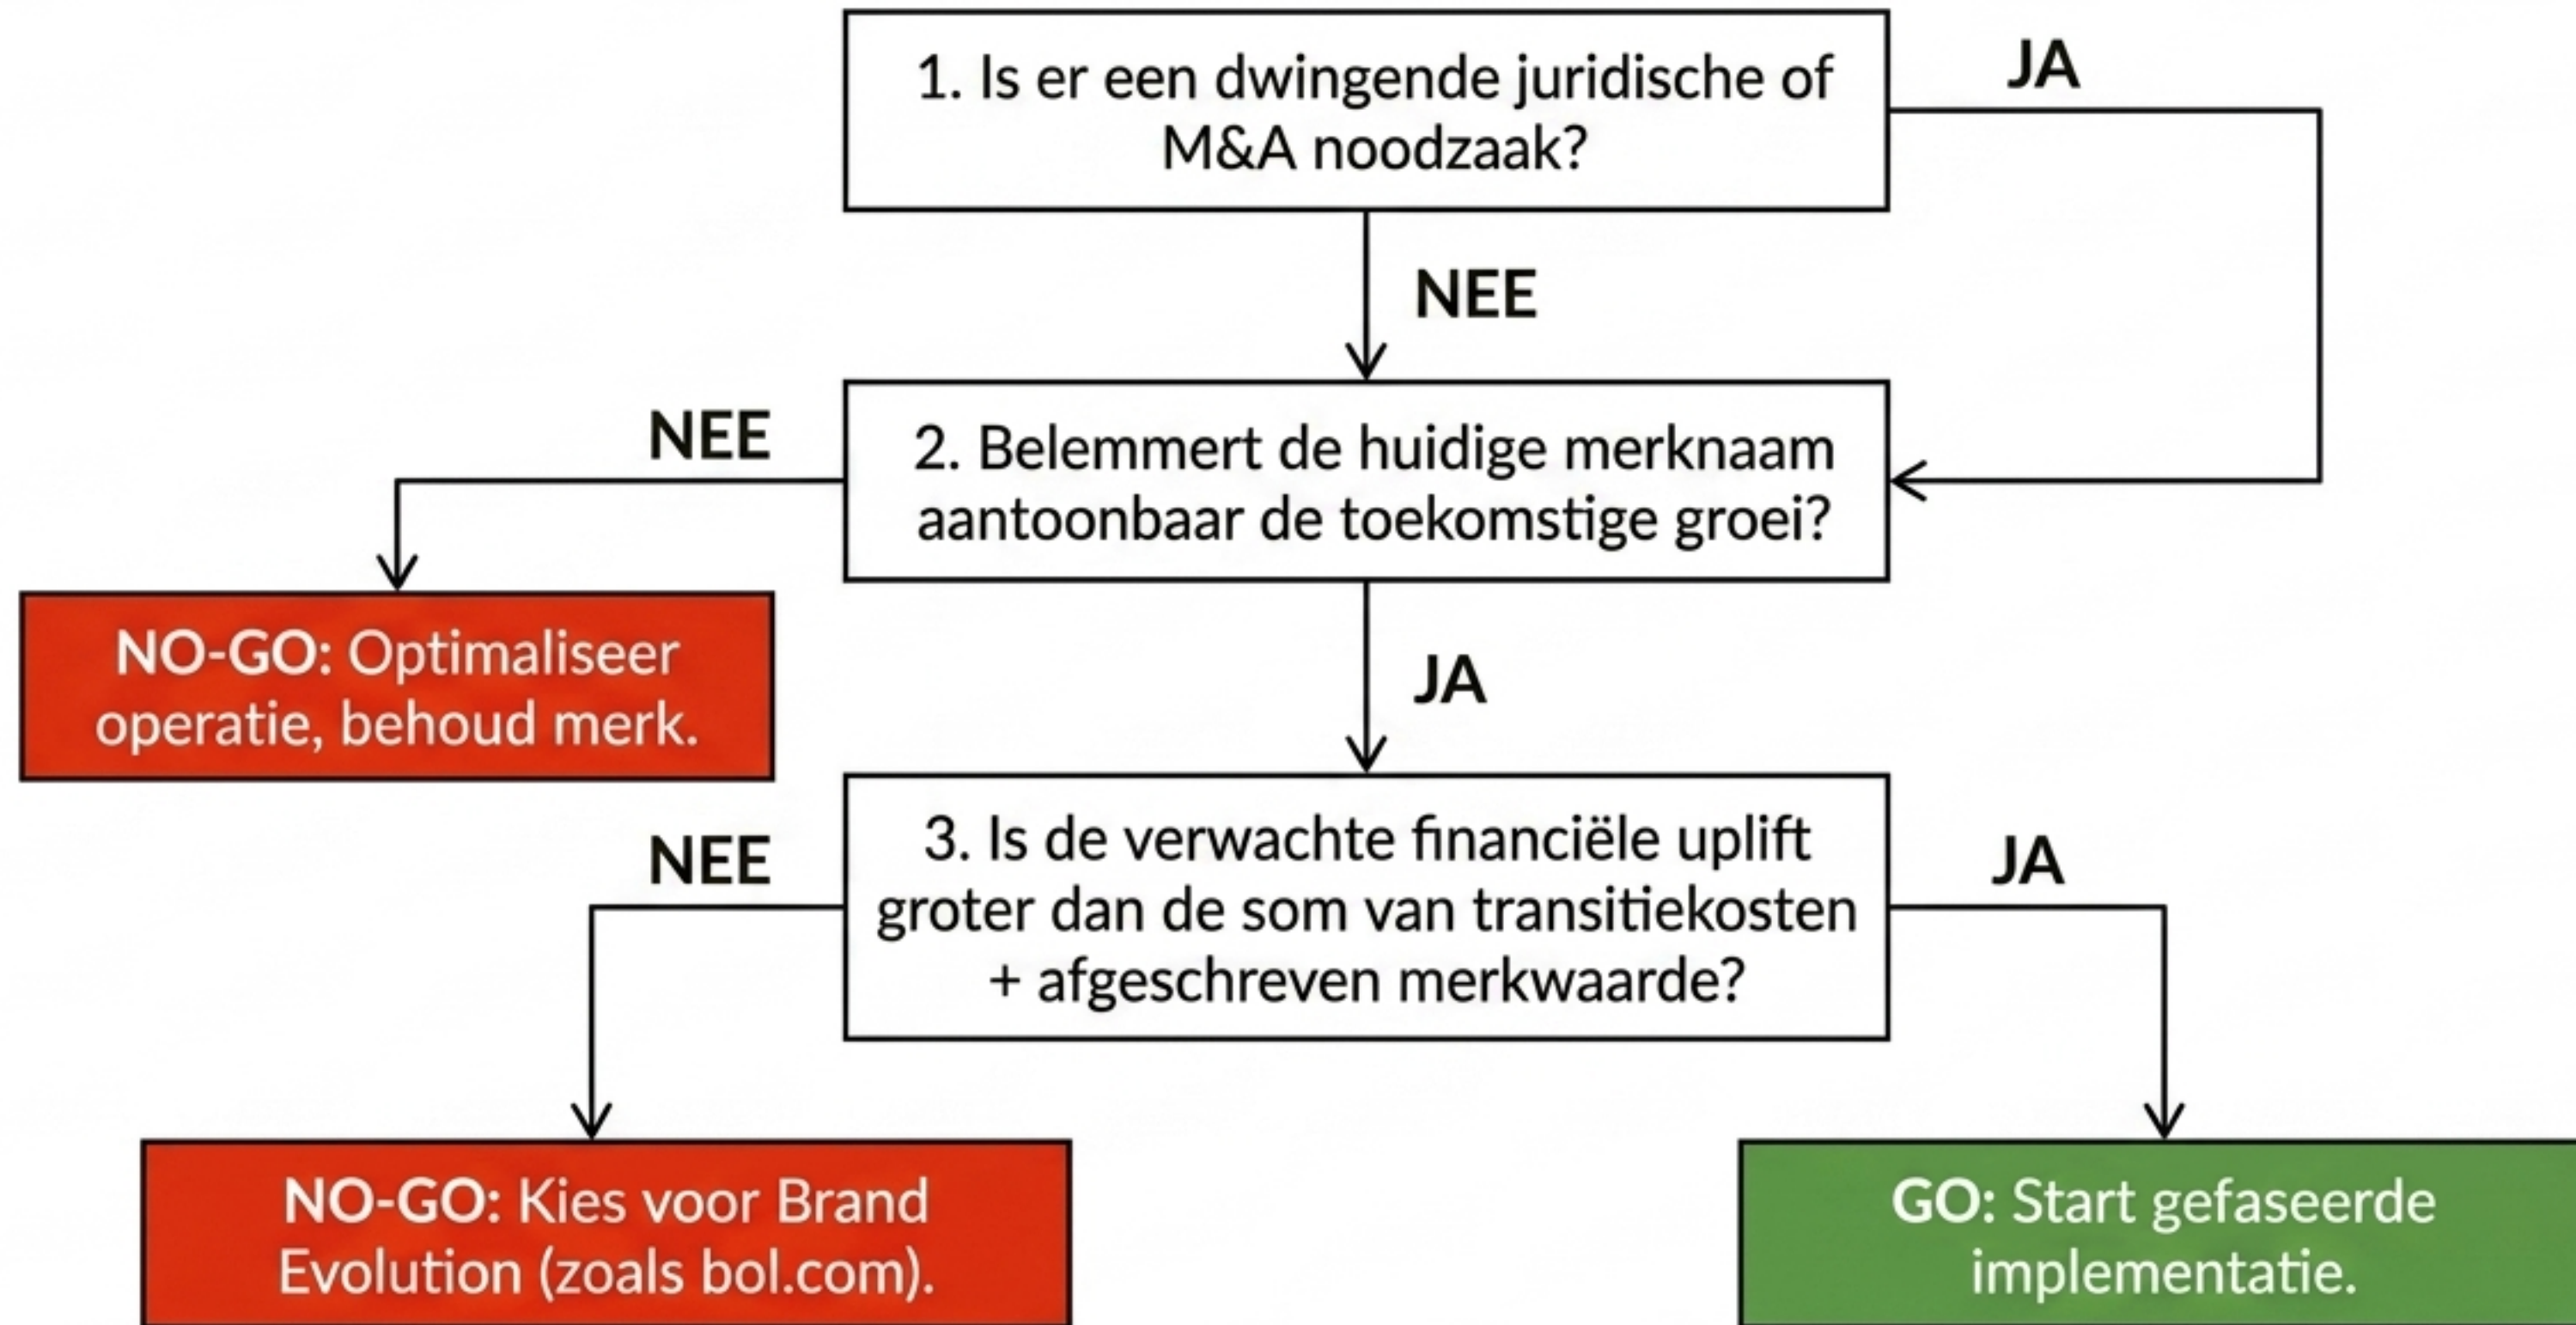 1. Is er een dwingende juridische of
M&A noodzaak?
JA
NEE
2. Belemmert de huidige merknaam
aantoonbaar de toekomstige groei?
NEE
NO-GO: Optimaliseer
operatie, behoud merk.
JA
3. Is de verwachte financiële uplift
groter dan de som van transitiekosten
+ afgeschreven merkwaarde?
NEE
JA
NO-GO: Kies voor Brand
Evolution (zoals bol.com).
GO: Start gefaseerde
implementatie.